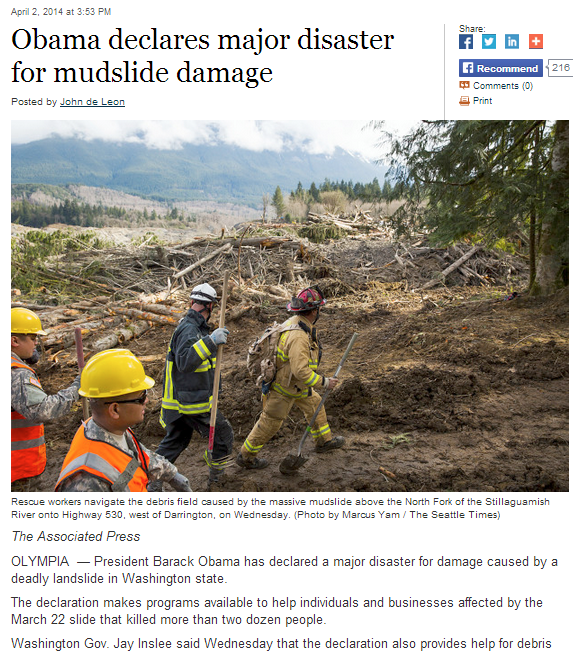 April 2, 2014 at 3:53 PM
Obama declares major disaster
for mudslide damage
Posted by John de Leon
Share:
Recommend 216
Comments (0)
Print
Rescue workers navigate the debris field caused by the massive mudslide above the North Fork of the Stillaguamish
River onto Highway 530, west of Darrington, on Wednesday. (Photo by Marcus Yam / The Seattle Times)
The Associated Press
OLYMPIA — President Barack Obama has declared a major disaster for damage caused by a
deadly landslide in Washington state.
The declaration makes programs available to help individuals and businesses affected by the
March 22 slide that killed more than two dozen people.
Washington Gov. Jay Inslee said Wednesday that the declaration also provides help for debris